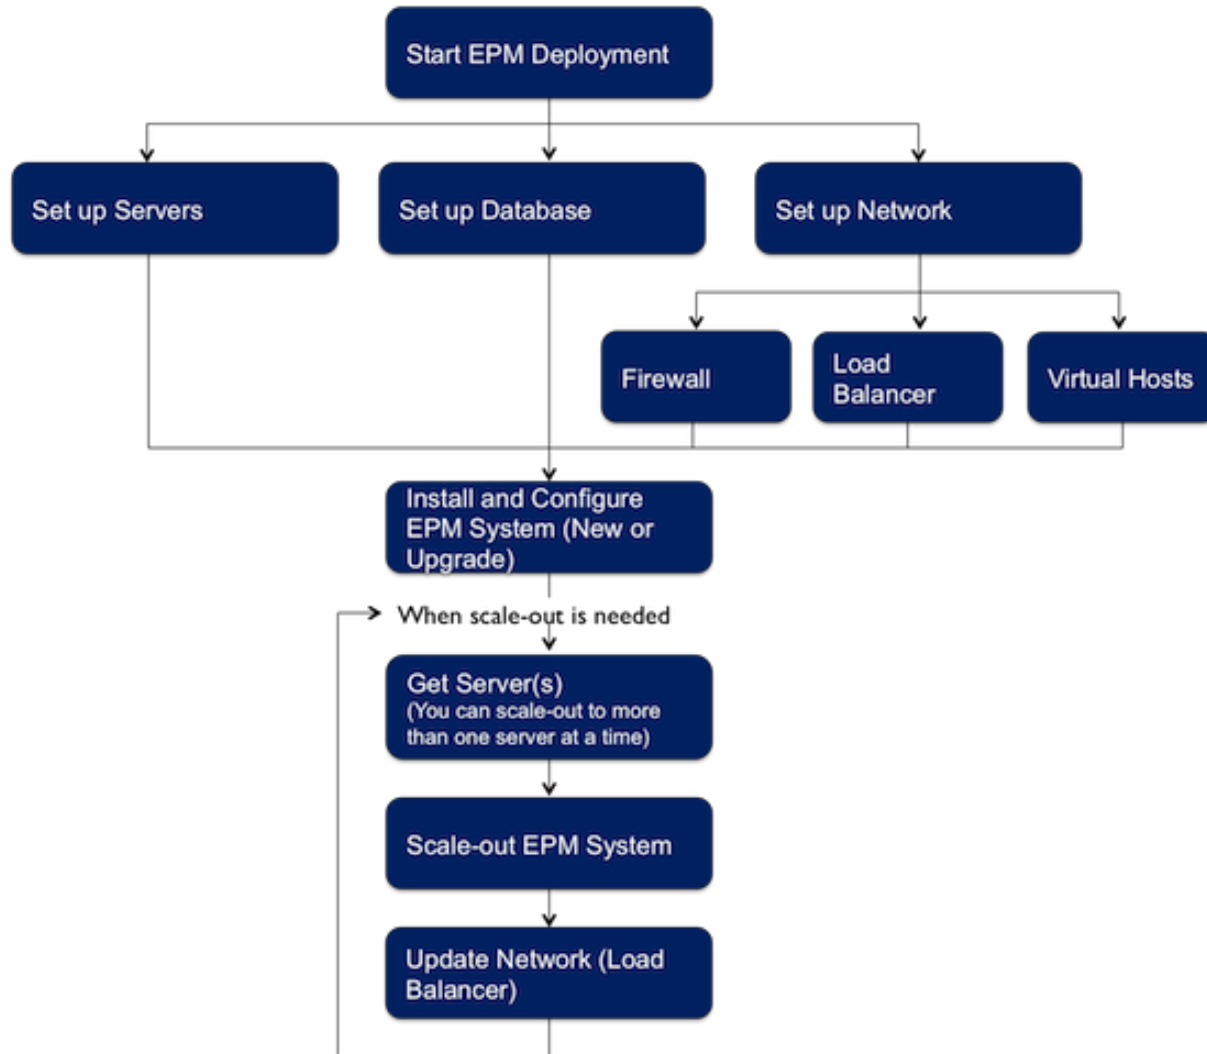 Start EPM Deployment
Set up Servers
Set up Database
Set up Network
Firewall
Load
Balancer
Virtual Hosts
Install and Configure
EPM System (New or
Upgrade)
When scale-out is needed
Get Server(s)
(You can scale-out to more
than one server at a time)
Scale-out EPM System
Update Network (Load
Balancer)